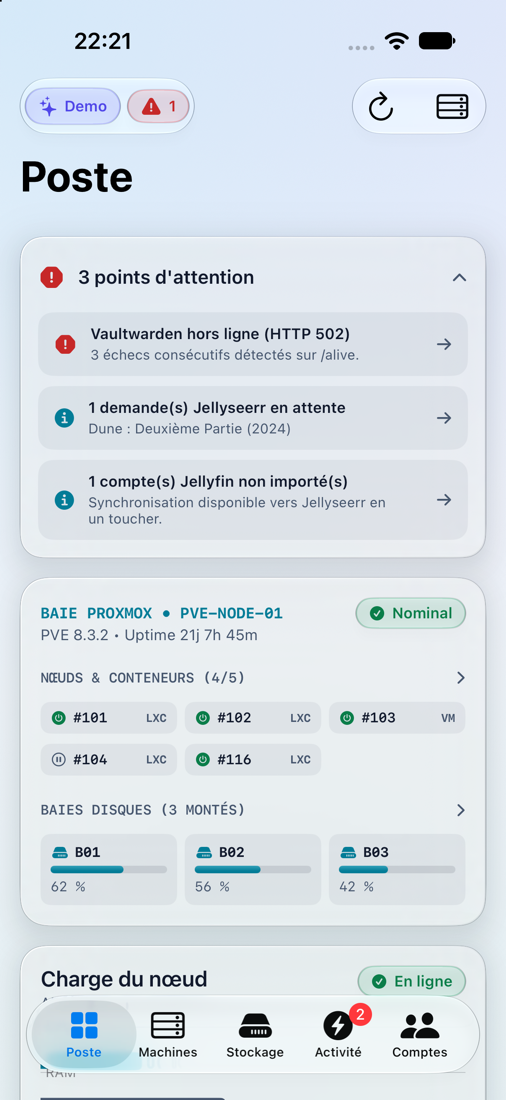 22:21
Demo
1
Poste
3 points d'attention
Vaultwarden hors ligne (HTTP 502)
3 échecs consécutifs détectés sur /alive.
1 demande(s) Jellyseerr en attente
Dune : Deuxième Partie (2024)
1 compte(s) Jellyfin non importé(s)
Synchronisation disponible vers Jellyseerr en
un toucher.
BAIE PROXMOX • PVE-NODE-01
Nominal
PVE 8.3.2 • Uptime 21j 7h 45m
NŒUDS & CONTENEURS (4/5)
#101 LXC
#102 LXC
#103 VM
#104 LXC
#116 LXC
BAIES DISQUES (3 MONTÉS)
B01
B02
B03
62 %
56 %
42 %
Charge du nœud
En ligne
2
Poste
Machines
Stockage
Activité
Comptes
RAM